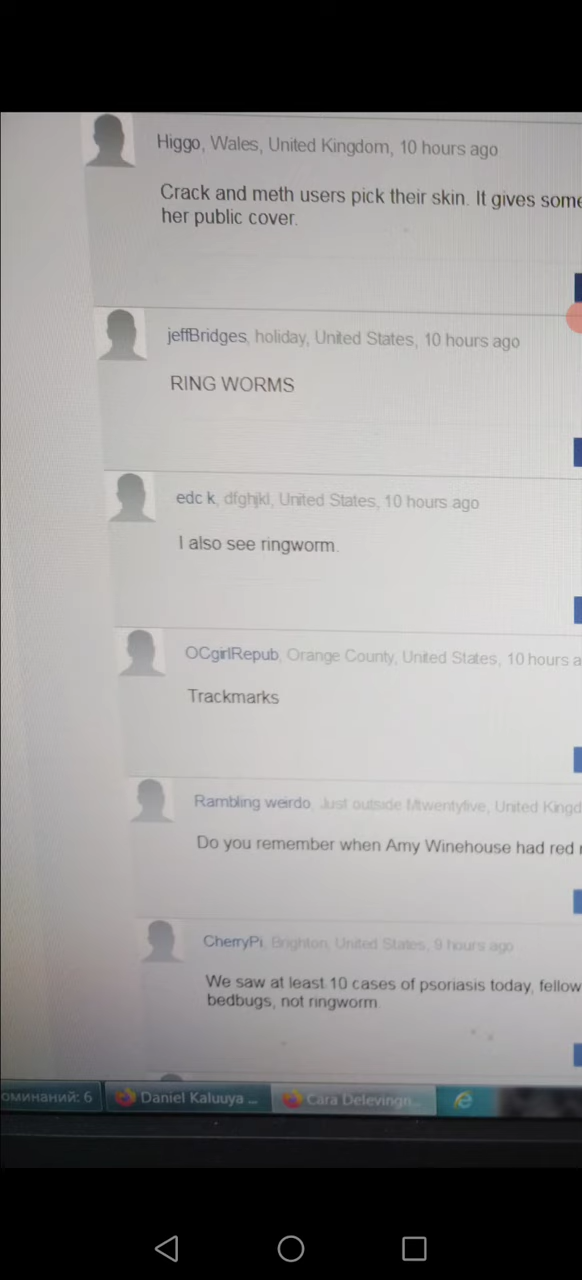 Higgo, Wales, United Kingdom, 10 hours ago
Crack and meth users pick their skin. It gives some
her public cover.
jeffBridges, holiday, United States, 10 hours ago
RING WORMS
edc k, dfghjkl, United States, 10 hours ago
I also see ringworm.
OCgirlRepub, Orange County, United States, 10 hours a
Trackmarks
Rambling weirdo, Just outside Mtwentyfive, United Kingd
Do you remember when Amy Winehouse had red
CherryPi, Brighton, United States, 9 hours ago
We saw at least 10 cases of psoriasis today, fellow
bedbugs, not ringworm.
оминаний: 6
Daniel Kaluuya ...
Cara Delevingn...